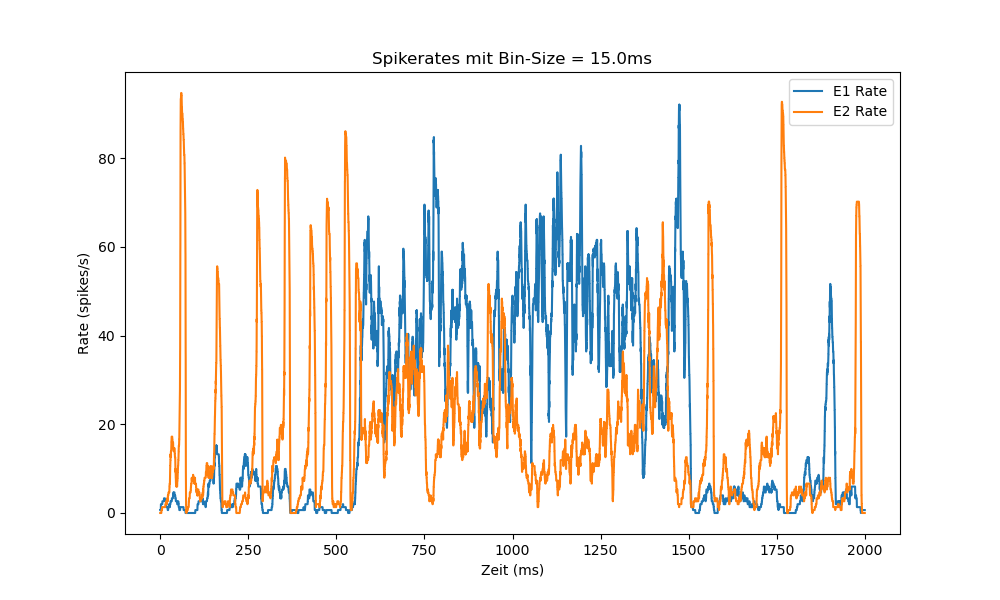 Spikerates mit Bin-Size = 15.0ms
E1 Rate
E2 Rate
Rate (spikes/s)
80
60
40
20
0
0 250 500 750 1000 1250 1500 1750 2000
Zeit (ms)